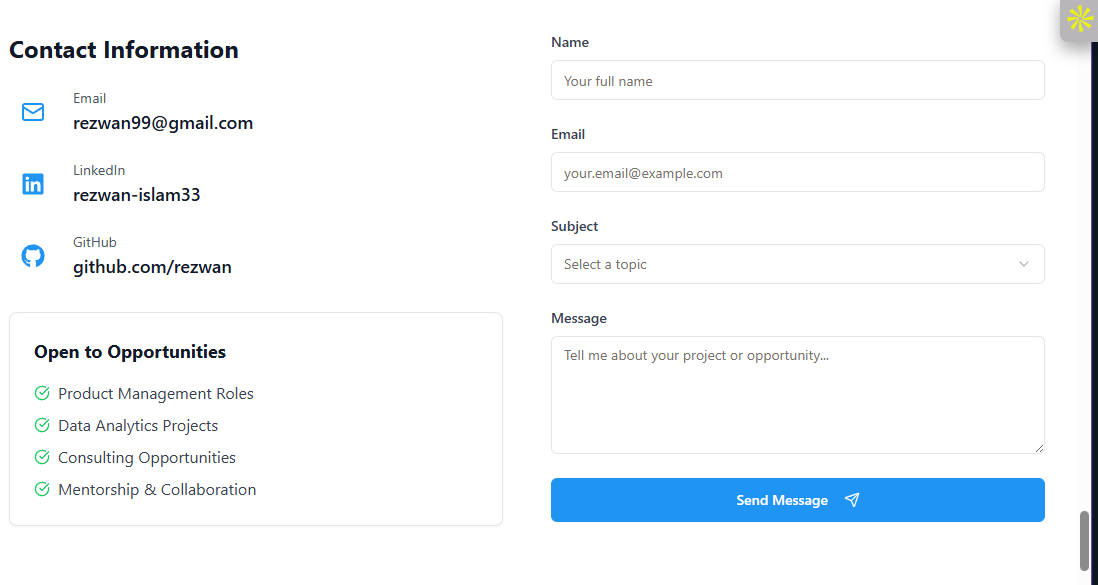 Contact Information
Email
rezwan99@gmail.com
LinkedIn
rezwan-islam33
GitHub
github.com/rezwan
Open to Opportunities
Product Management Roles
Data Analytics Projects
Consulting Opportunities
Mentorship & Collaboration
Name
Your full name
Email
your.email@example.com
Subject
Select a topic
Message
Tell me about your project or opportunity...
Send Message